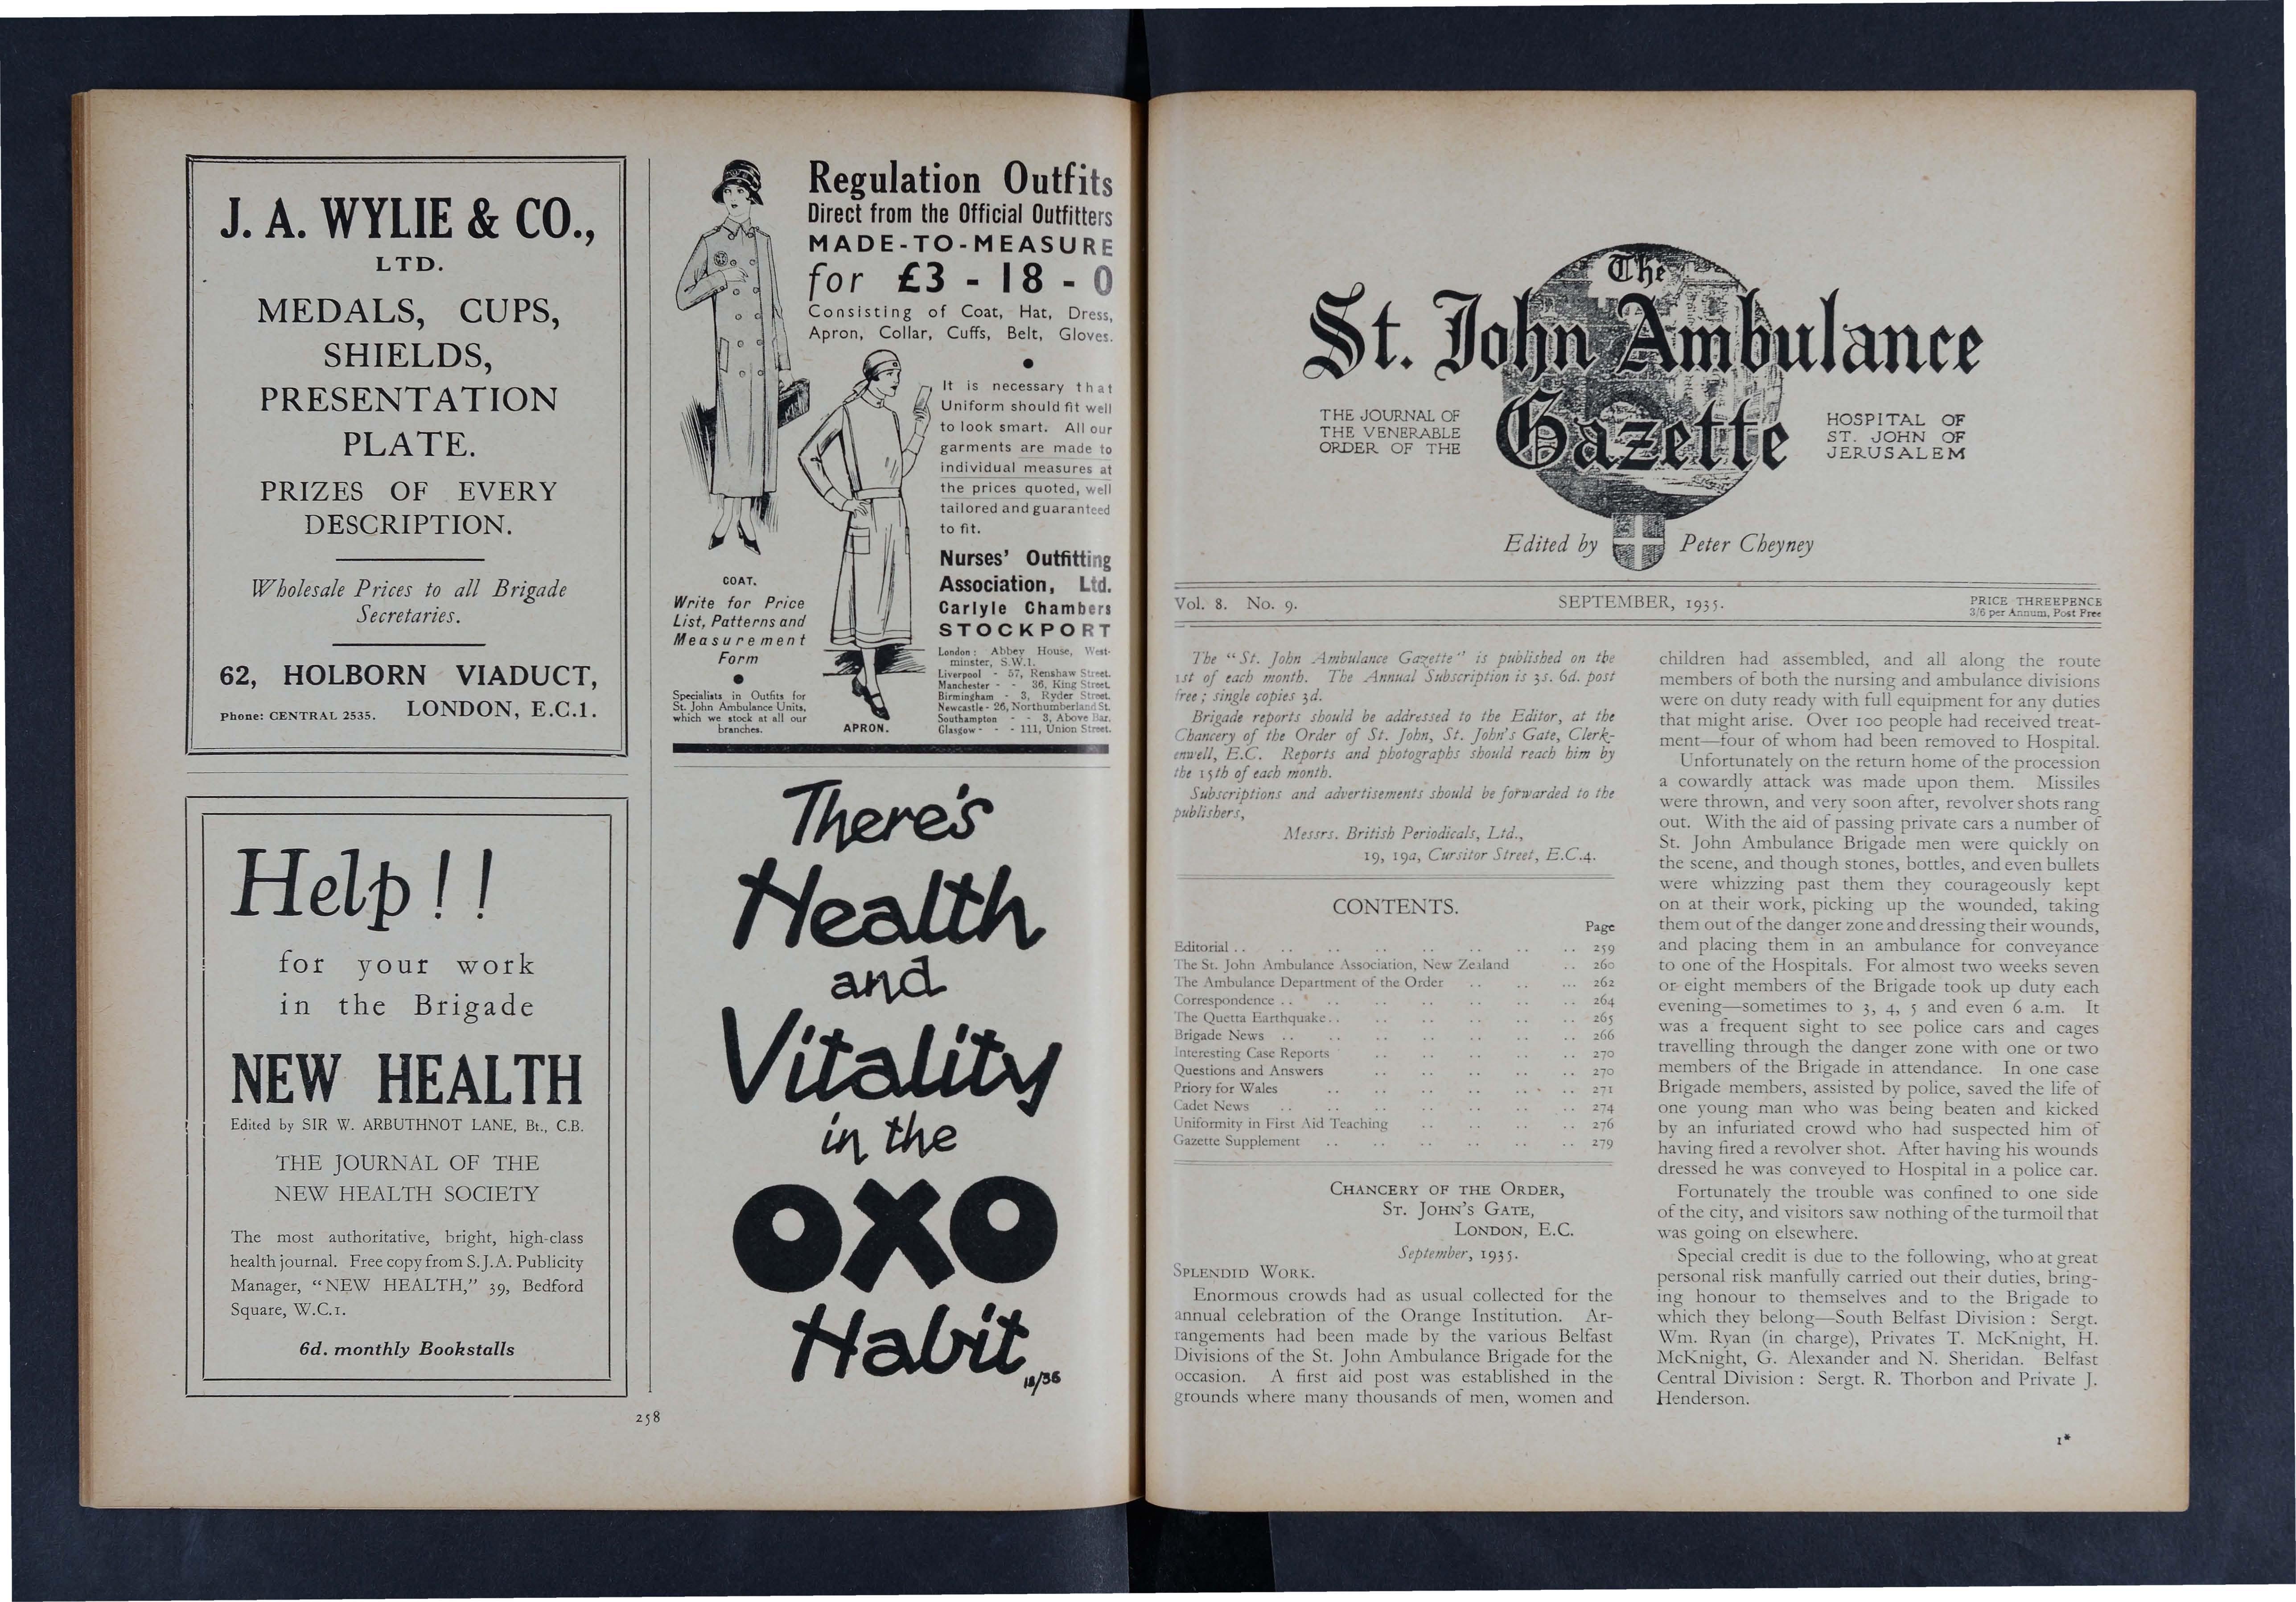 J. A. WYLIE & CO.,
LTD.
MEDALS, CUPS,
SHIELDS,
PRESENTATION
PLATE.
PRIZES OF EVERY
DESCRIPTION.
Wholesale Prices to all Brigade
Secretaries.
62, HOLBORN VIADUCT,
Phone: CENTRAL 2535. LONDON, E.C.1.
Help!!
for your work
in the Brigade
NEW HEALTH
Edited by SIR W. ARBUTHNOT LANE, Bt., C.B.
THE JOURNAL OF THE
NEW HEALTH SOCIETY
The most authoritative, bright, high-class
health journal. Free copy from S.J.A. Publicity
Manager, "NEW HEALTH," 39, Bedford
Square, W.C.1.
6d. monthly Bookstalls
Regulation Outfits
Direct from the Official Outfitters
MADE-TO-MEASURE
for £3 - 18 - 0
Consisting of Coat, Hat, Dress,
Apron, Collar, Cuffs, Belt, Gloves.
It is necessary that
Uniform should fit well
to look smart. All our
garments are made to
individual measures at
the prices quoted, well
tailored and guaranteed
to fit.
COAT.
Write for Price
List, Patterns and
Measurement
Form
Specialists in Outfits for
St. John Ambulance Units,
which we stock at all our
branches.
APRON.
Nurses' Outfitting
Association, Ltd.
Carlyle Chambers
STOCKPORT
London: Abbey House, West-
minster, S.W.1.
Liverpool - 57, Renshaw Street.
Manchester - - 36, King Street.
Birmingham - 3, Ryder Street.
Newcastle - 26, Northumberland St.
Southampton - - 3, Above Bar.
Glasgow - - - 111, Union Street.
There's
Health
and
Vitality
in the
OXO
Habit
18/36
258
The
St. John Ambulance
Gazette
THE JOURNAL OF
THE VENERABLE
ORDER OF THE
HOSPITAL OF
ST. JOHN OF
JERUSALEM
Edited by Peter Cheyney
Vol. 8. No. 9. SEPTEMBER, 1935. PRICE THREEPENCE
3/6 per Annum, Post Free
The "St. John Ambulance Gazette" is published on the
1st of each month. The Annual Subscription is 3s. 6d. post
free; single copies 3d.
Brigade reports should be addressed to the Editor, at the
Chancery of the Order of St. John, St. John's Gate, Clerk-
enwell, E.C. Reports and photographs should reach him by
the 15th of each month.
Subscriptions and advertisements should be forwarded to the
publishers,
Messrs. British Periodicals, Ltd.,
19, 19a, Cursitor Street, E.C.4.
CONTENTS.
Page
Editorial .. .. .. .. .. .. .. .. 259
The St. John Ambulance Association, New Zealand .. 260
The Ambulance Department of the Order .. .. ... 262
Correspondence .. .. .. .. .. .. .. 264
The Quetta Earthquake .. .. .. .. .. .. 265
Brigade News .. .. .. .. .. .. .. 266
Interesting Case Reports .. .. .. .. .. 270
Questions and Answers .. .. .. .. .. 270
Priory for Wales .. .. .. .. .. .. 271
Cadet News .. .. .. .. .. .. .. 274
Uniformity in First Aid Teaching .. .. .. .. 276
Gazette Supplement .. .. .. .. .. .. 279
CHANCERY OF THE ORDER,
ST. JOHN'S GATE,
LONDON, E.C.
September, 1935.
SPLENDID WORK.
Enormous crowds had as usual collected for the
annual celebration of the Orange Institution. Ar-
rangements had been made by the various Belfast
Divisions of the St. John Ambulance Brigade for the
occasion. A first aid post was established in the
grounds where many thousands of men, women and
children had assembled, and all along the route
members of both the nursing and ambulance divisions
were on duty ready with full equipment for any duties
that might arise. Over 100 people had received treat-
ment—four of whom had been removed to Hospital.
Unfortunately on the return home of the procession
a cowardly attack was made upon them. Missiles
were thrown, and very soon after, revolver shots rang
out. With the aid of passing private cars a number of
St. John Ambulance Brigade men were quickly on
the scene, and though stones, bottles, and even bullets
were whizzing past them they courageously kept
on at their work, picking up the wounded, taking
them out of the danger zone and dressing their wounds,
and placing them in an ambulance for conveyance
to one of the Hospitals. For almost two weeks seven
or eight members of the Brigade took up duty each
evening—sometimes to 3, 4, 5 and even 6 a.m. It
was a frequent sight to see police cars and cages
travelling through the danger zone with one or two
members of the Brigade in attendance. In one case
Brigade members, assisted by police, saved the life of
one young man who was being beaten and kicked
by an infuriated crowd who had suspected him of
having fired a revolver shot. After having his wounds
dressed he was conveyed to Hospital in a police car.
Fortunately the trouble was confined to one side
of the city, and visitors saw nothing of the turmoil that
was going on elsewhere.
Special credit is due to the following, who at great
personal risk manfully carried out their duties, bring-
ing honour to themselves and to the Brigade to
which they belong—South Belfast Division: Sergt.
Wm. Ryan (in charge), Privates T. McKnight, H.
McKnight, G. Alexander and N. Sheridan. Belfast
Central Division: Sergt. R. Thorbon and Private J.
Henderson.
1*